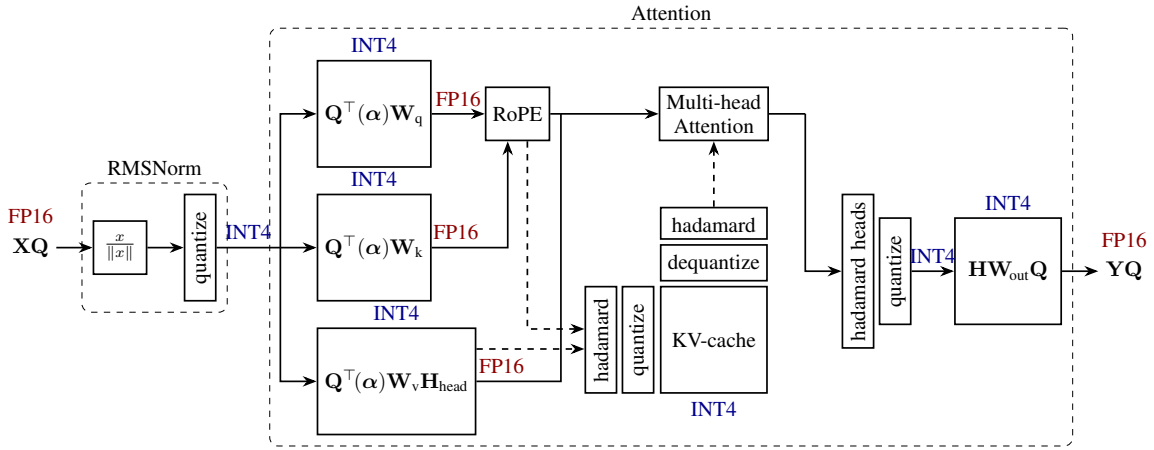 Attention
RMSNorm
FP16
XQ
x
‖x‖
quantize
INT4
INT4
Q⊤(α)Wq
FP16
INT4
Q⊤(α)Wk
FP16
INT4
Q⊤(α)WvHhead
FP16
RoPE
Multi-head
Attention
hadamard
dequantize
hadamard
quantize
KV-cache
INT4
hadamard heads
quantize
INT4
INT4
HWoutQ
FP16
YQ